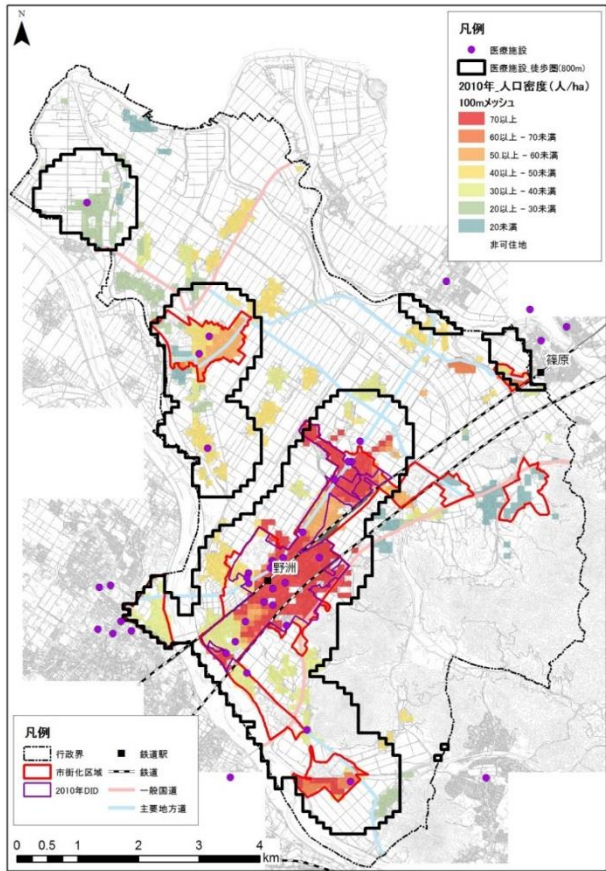 N
凡例
医療施設
医療施設_徒歩圏(800m)
2010年_人口密度(人/ha)
100mメッシュ
70以上
60以上 - 70未満
50.以上 - 60未満
40以上 - 50未満
30以上 - 40未満
20以上 - 30未満
20未満
非可住地
篠原
野洲
凡例
行政界
鉄道駅
市街化区域
鉄道
2010年DID
一般国道
主要地方道
0 0.5 1 2 3 4
km